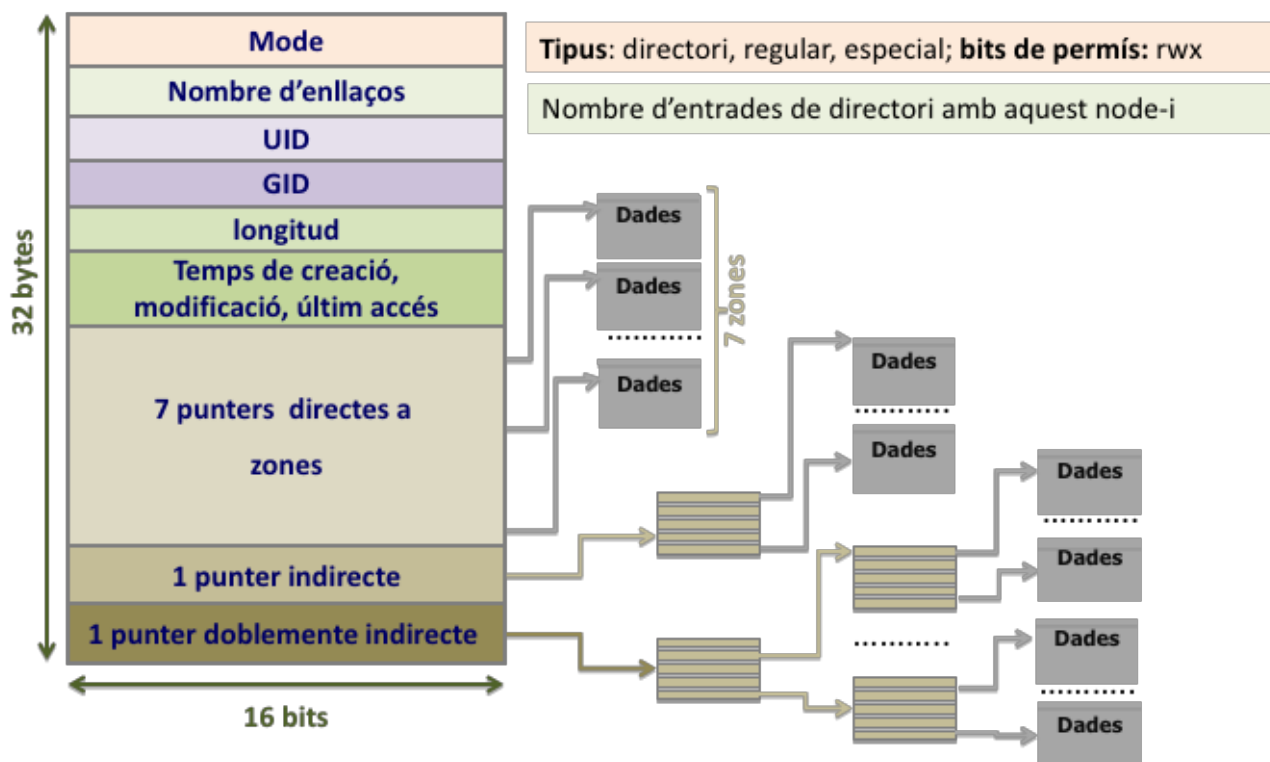 Mode
Nombre d'enllaços
UID
GID
longitud
Temps de creació,
modificació, últim accés
7 punters directes a
zones
1 punter indirecte
1 punter doblemente indirecte
32 bytes
16 bits
Tipus: directori, regular, especial; bits de permís: rwx
Nombre d'entrades de directori amb aquest node-i
Dades
Dades
Dades
7 zones
Dades
Dades
Dades
Dades
Dades
Dades